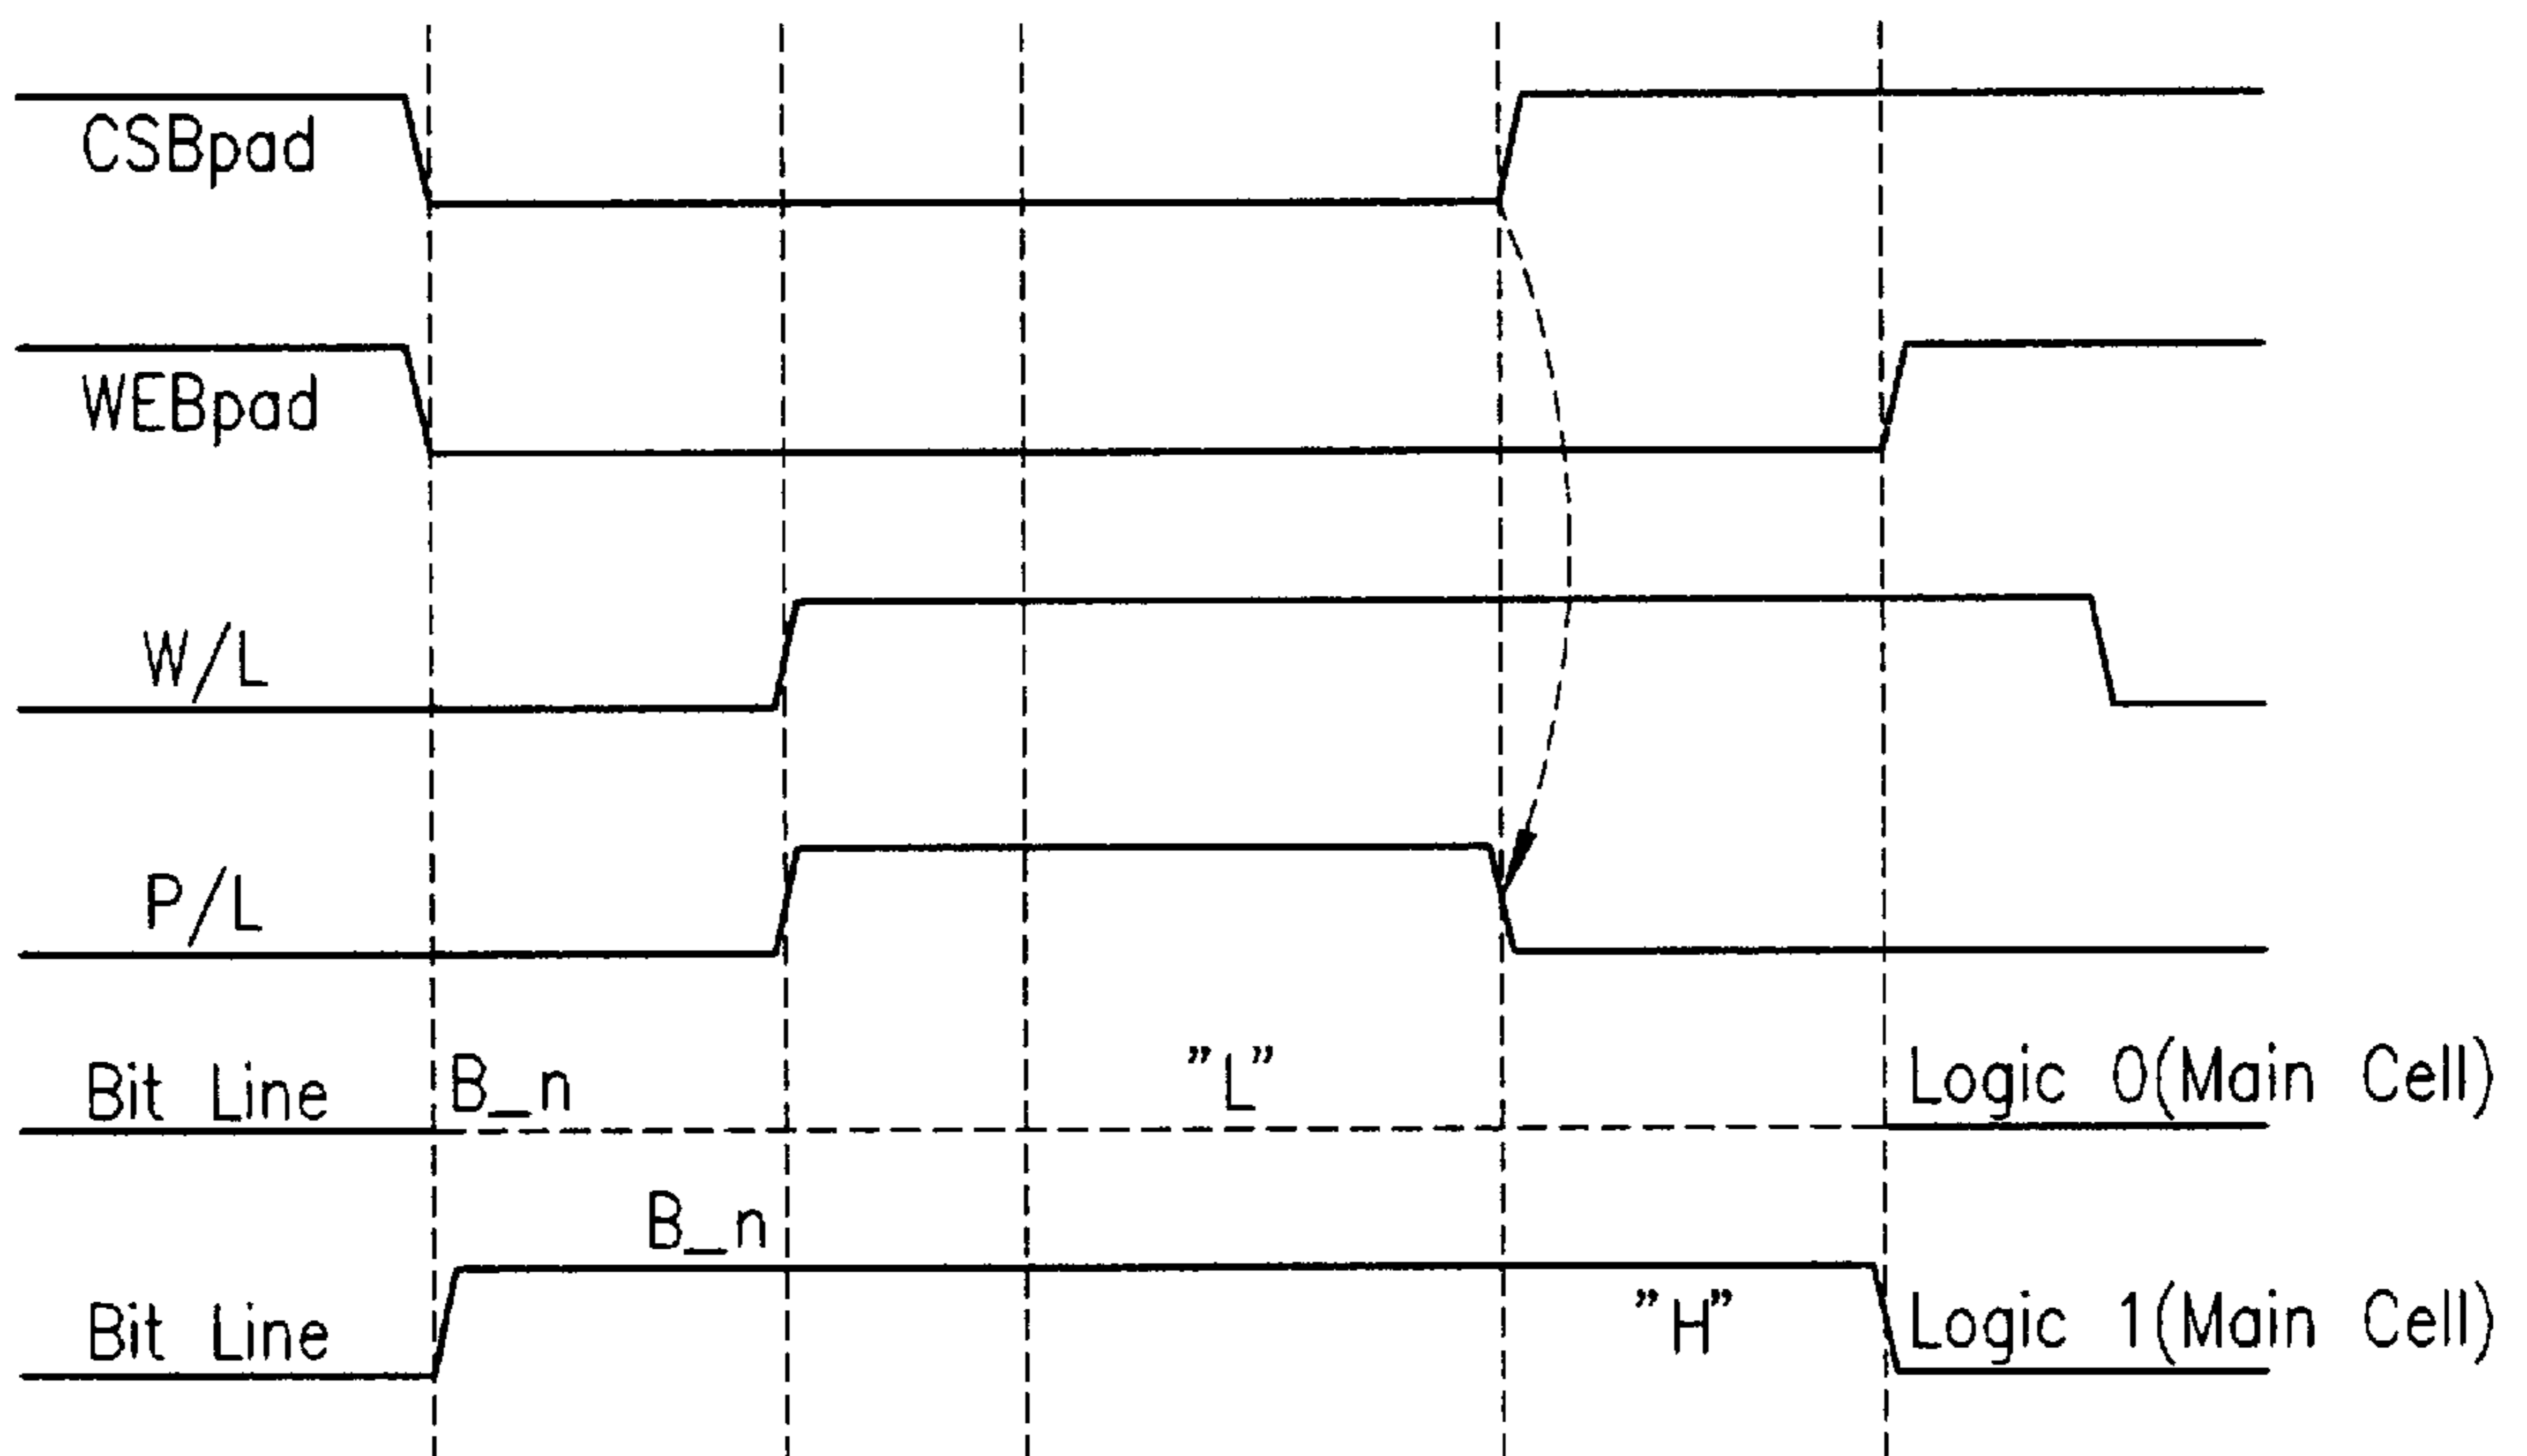 CSBpad
WEBpad
W/L
P/L
Bit Line B_n "L" Logic 0(Main Cell)
B_n
Bit Line "H" Logic 1(Main Cell)